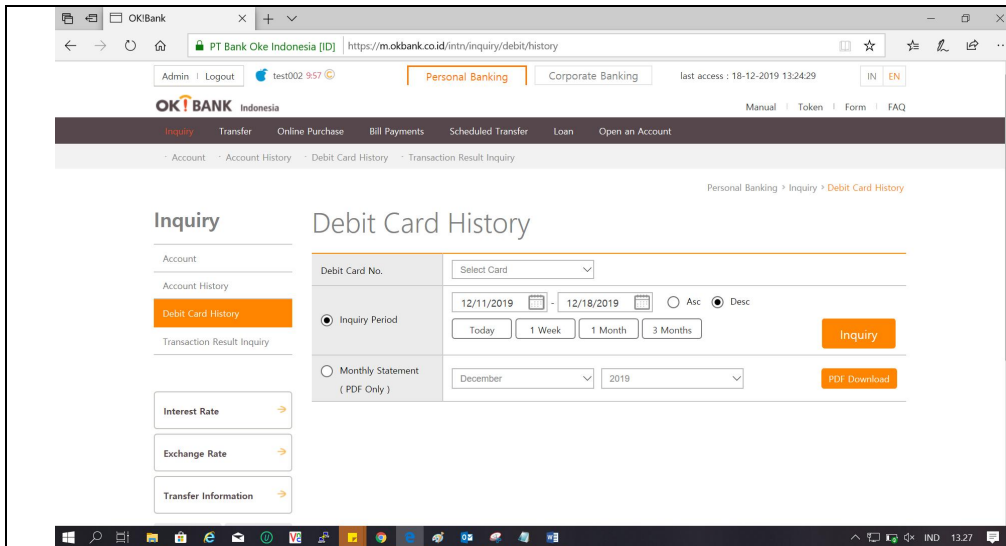 OK!Bank
PT Bank Oke Indonesia [ID] https://m.okbank.co.id/intn/inquiry/debit/history
Admin | Logout test002 9:57 © Personal Banking Corporate Banking last access : 18-12-2019 13:24:29 IN EN
OK!BANK Indonesia Manual | Token | Form | FAQ
Inquiry Transfer Online Purchase Bill Payments Scheduled Transfer Loan Open an Account
· Account · Account History · Debit Card History · Transaction Result Inquiry
Personal Banking > Inquiry > Debit Card History
Inquiry
Debit Card History
Account
Account History
Debit Card History
Transaction Result Inquiry
Debit Card No. Select Card
12/11/2019 - 12/18/2019 Asc Desc
Inquiry Period
Today 1 Week 1 Month 3 Months
Inquiry
Monthly Statement
( PDF Only )
December 2019 PDF Download
Interest Rate
Exchange Rate
Transfer Information
IND 13.27